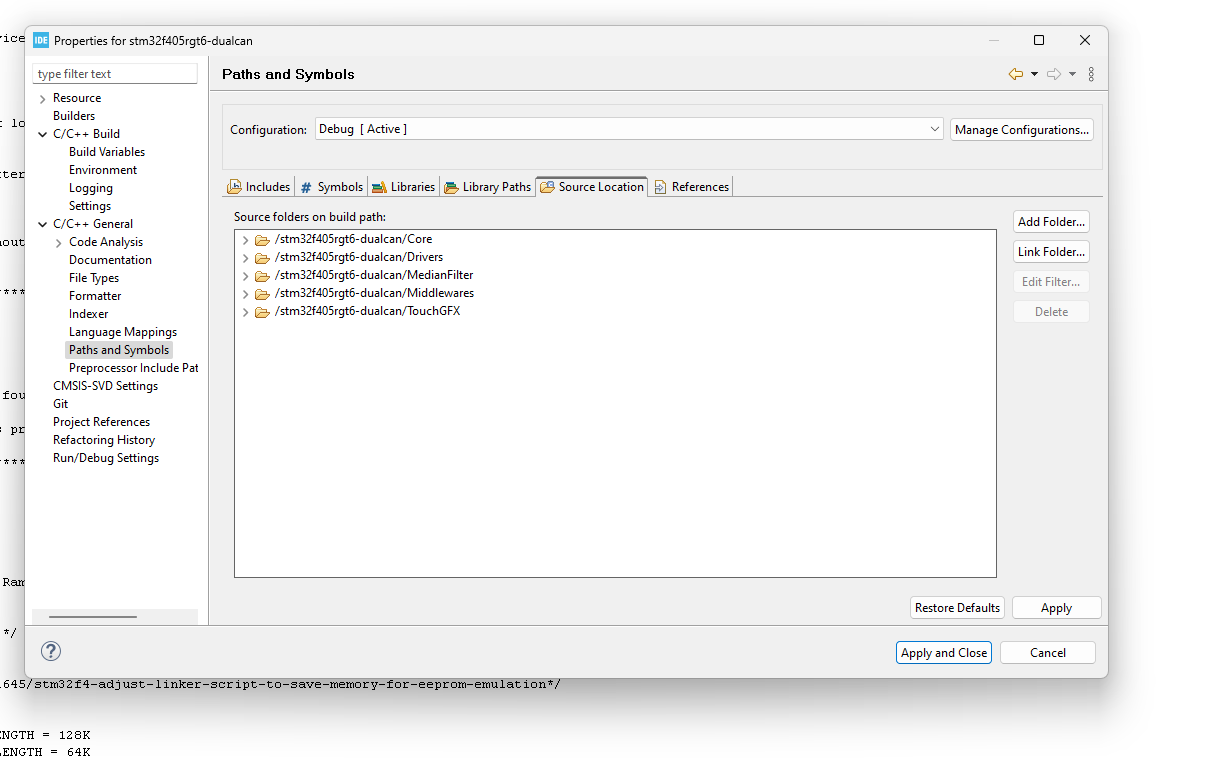 vice
Properties for stm32f405rgt6-dualcan
IDE
type filter text
Resource
Builders
C/C++ Build
Build Variables
Environment
Logging
Settings
C/C++ General
Code Analysis
Documentation
File Types
Formatter
Indexer
Language Mappings
Paths and Symbols
Preprocessor Include Pat
CMSIS-SVD Settings
Git
Project References
Refactoring History
Run/Debug Settings
Paths and Symbols
Configuration:
Debug [ Active ]
Manage Configurations...
Includes
# Symbols
Libraries
Library Paths
Source Location
References
Source folders on build path:
/stm32f405rgt6-dualcan/Core
/stm32f405rgt6-dualcan/Drivers
/stm32f405rgt6-dualcan/MedianFilter
/stm32f405rgt6-dualcan/Middlewares
/stm32f405rgt6-dualcan/TouchGFX
Add Folder...
Link Folder...
Edit Filter...
Delete
Restore Defaults
Apply
?
Apply and Close
Cancel
t lo
tter
hout
****
fou
s pr
****
Ram
*/
1645/stm32f4-adjust-linker-script-to-save-memory-for-eeprom-emulation*/
ENGTH = 128K
LENGTH = 64K